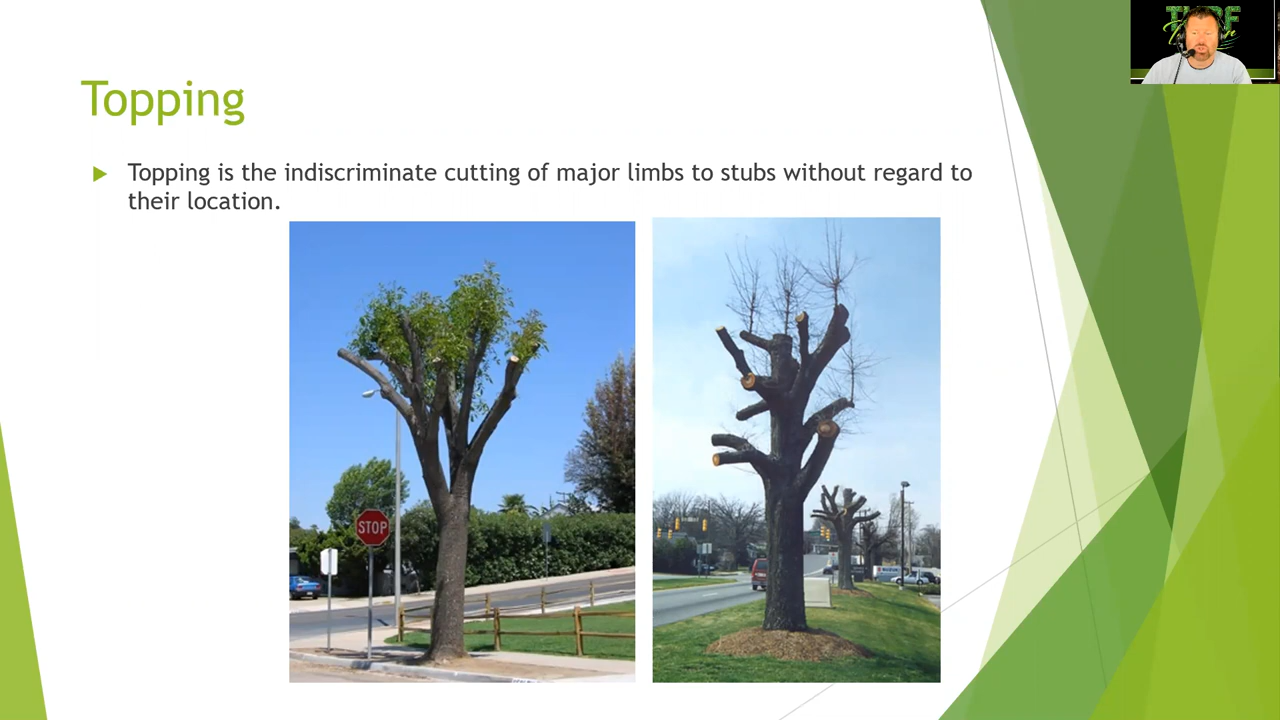 Topping
Topping is the indiscriminate cutting of major limbs to stubs without regard to
their location.
STOP